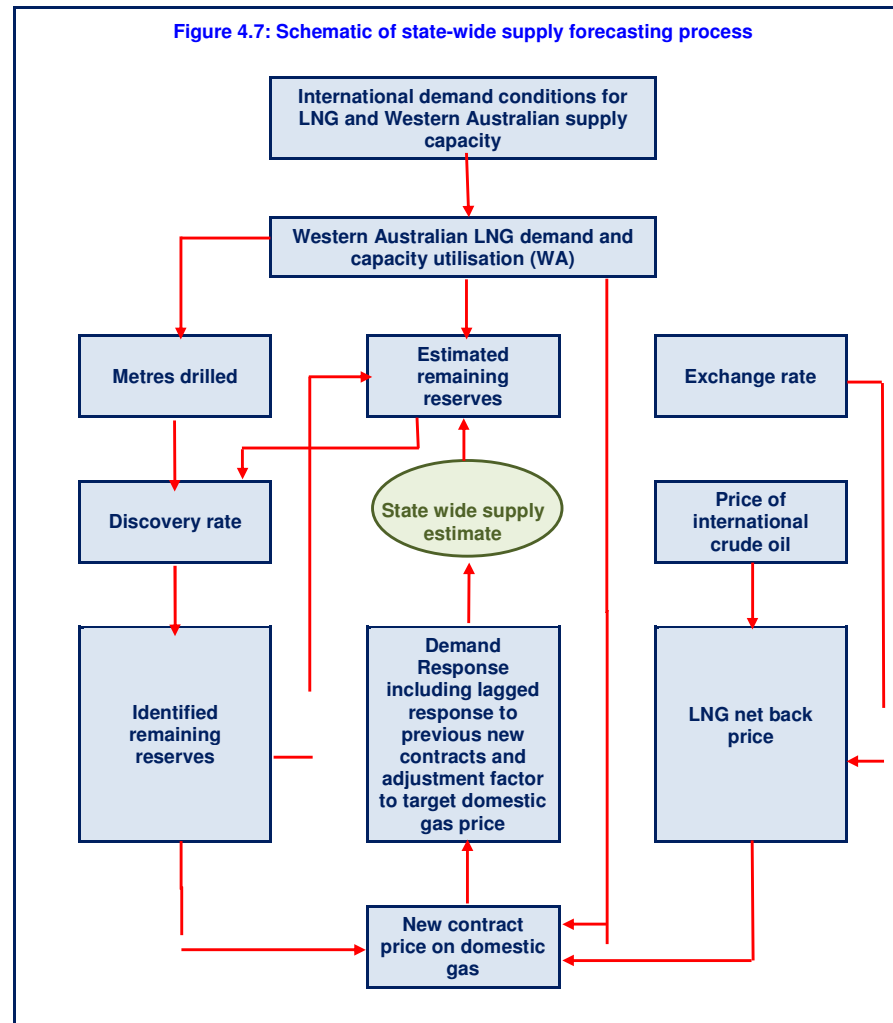 Figure 4.7: Schematic of state-wide supply forecasting process
International demand conditions for
LNG and Western Australian supply
capacity
Western Australian LNG demand and
capacity utilisation (WA)
Metres drilled
Estimated
remaining
reserves
Exchange rate
Discovery rate
State wide supply
estimate
Price of
international
crude oil
Identified
remaining
reserves
Demand
Response
including lagged
response to
previous new
contracts and
adjustment factor
to target domestic
gas price
LNG net back
price
New contract
price on domestic
gas